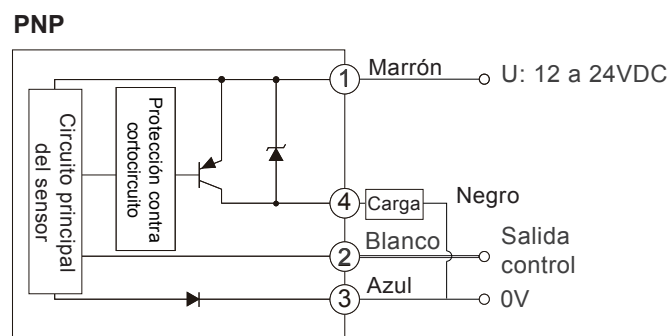 PNP
Circuito principal
del sensor
Protección contra
cortocircuito
1
Marrón
U: 12 a 24VDC
4
Carga
Negro
2
Blanco
Salida
control
3
Azul
0V